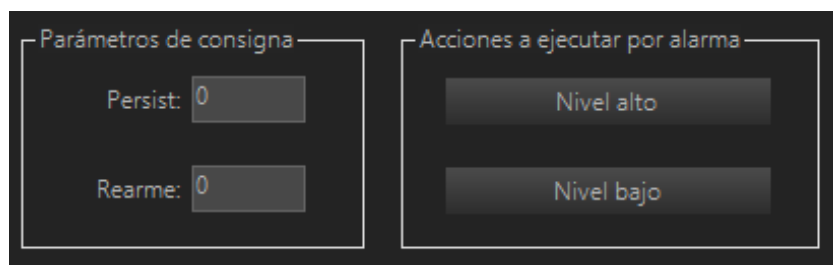 Parámetros de consigna
Persist: 0
Rearme: 0
Acciones a ejecutar por alarma
Nivel alto
Nivel bajo